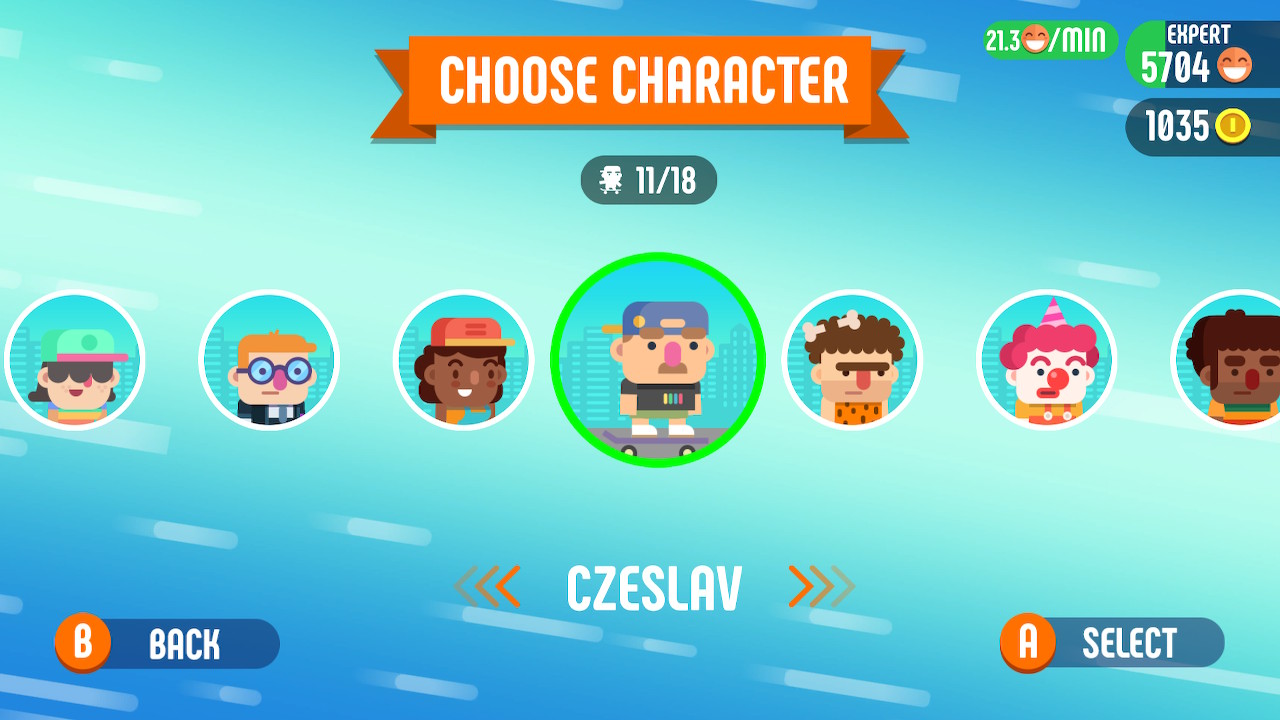 CHOOSE CHARACTER
21.3 /MIN
EXPERT
5704
1035
11/18
CZESLAV
B BACK
A SELECT